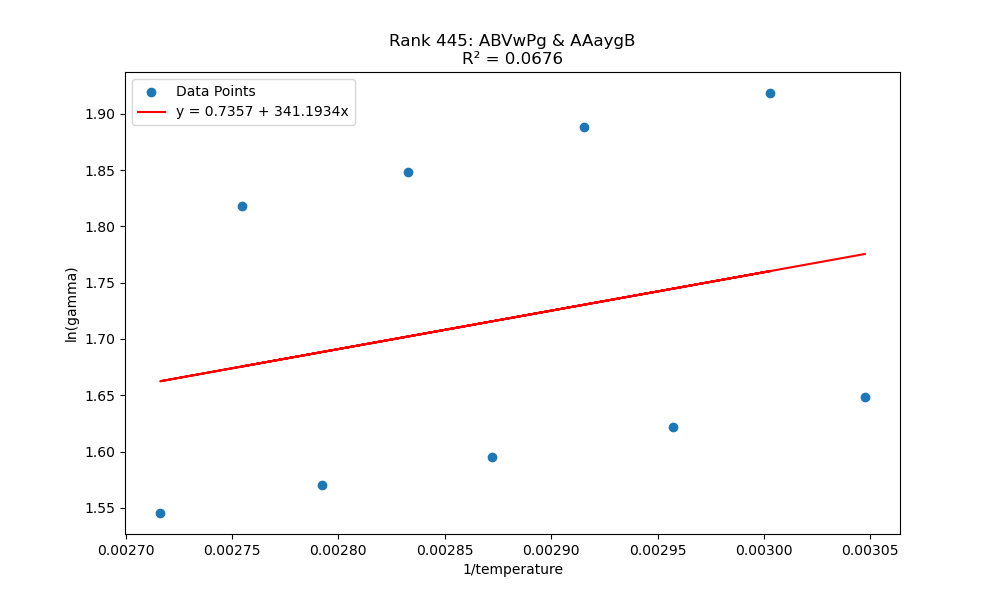 Rank 445: ABVwPg & AAaygB
R² = 0.0676
Data Points
y = 0.7357 + 341.1934x
ln(gamma)
1.90
1.85
1.80
1.75
1.70
1.65
1.60
1.55
0.00270 0.00275 0.00280 0.00285 0.00290 0.00295 0.00300 0.00305
1/temperature